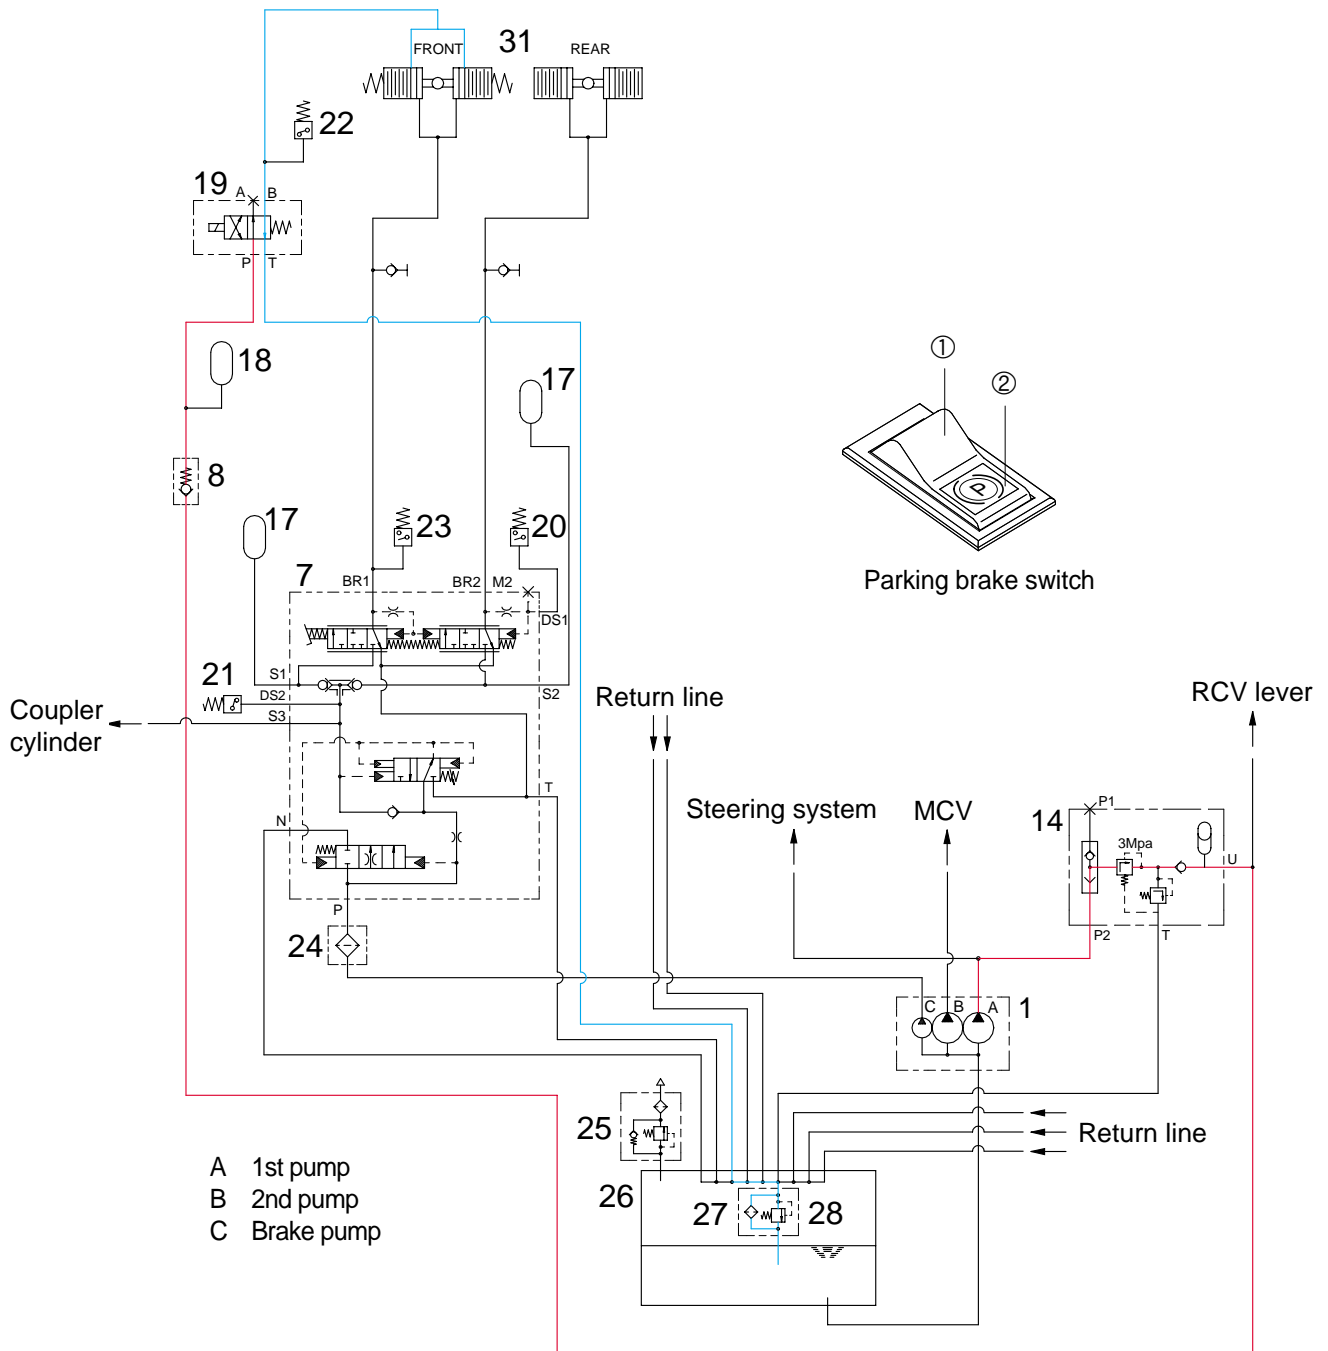 FRONT
31
REAR
22
19
A
B
P
T
18
17
8
17
23
20
7
BR1
BR2
M2
DS1
21
S1
DS2
S3
S2
Coupler
cylinder
N
T
P
24
①
②
P
Parking brake switch
Return line
RCV lever
Steering system
MCV
14
P1
3Mpa
U
P2
T
C
B
A
1
25
Return line
26
27
28
A 1st pump
B 2nd pump
C Brake pump